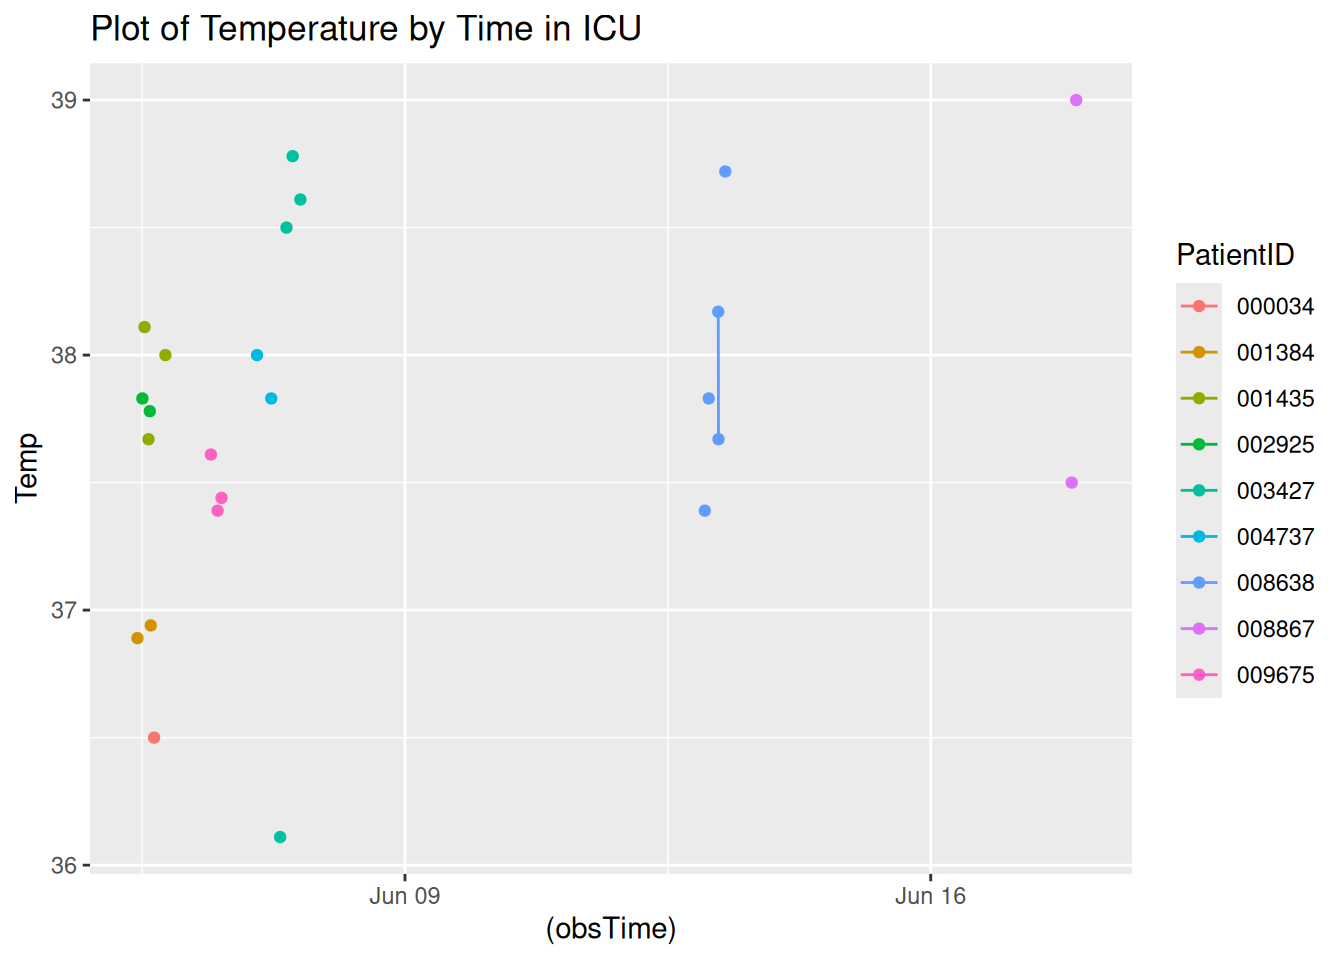 Plot of Temperature by Time in ICU
39
38
37
36
Temp
Jun 09
Jun 16
(obsTime)
PatientID
000034
001384
001435
002925
003427
004737
008638
008867
009675